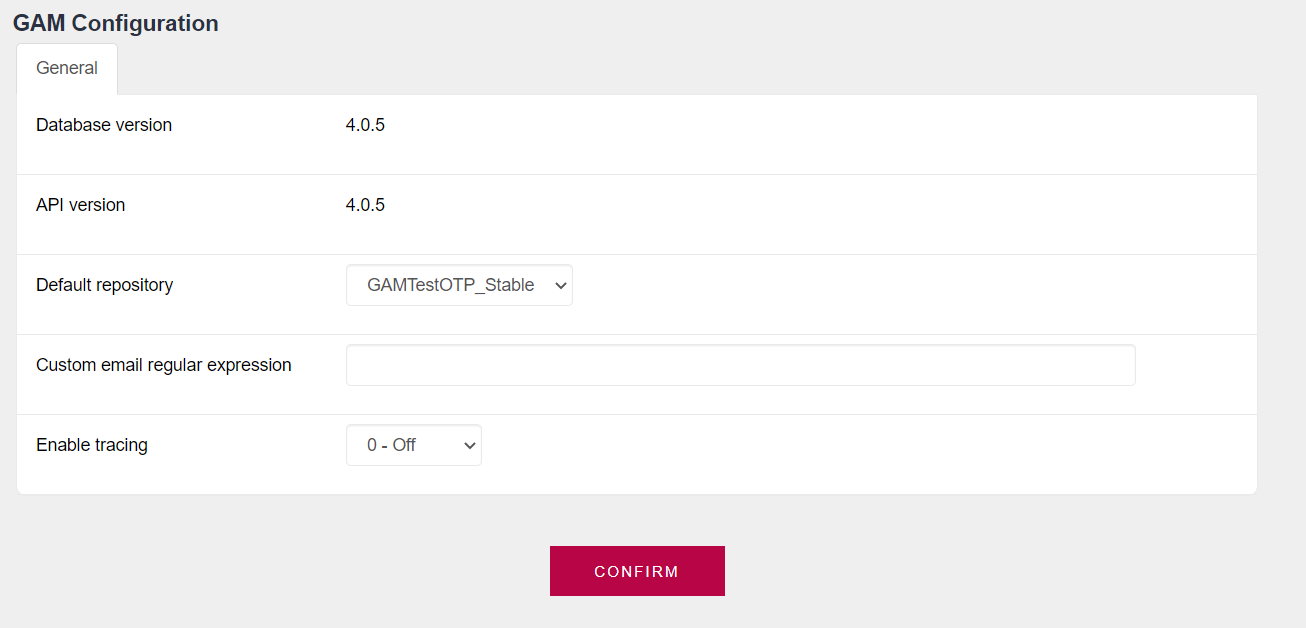 GAM Configuration
General
Database version 4.0.5
API version 4.0.5
Default repository GAMTestOTP_Stable
Custom email regular expression
Enable tracing 0 - Off
CONFIRM